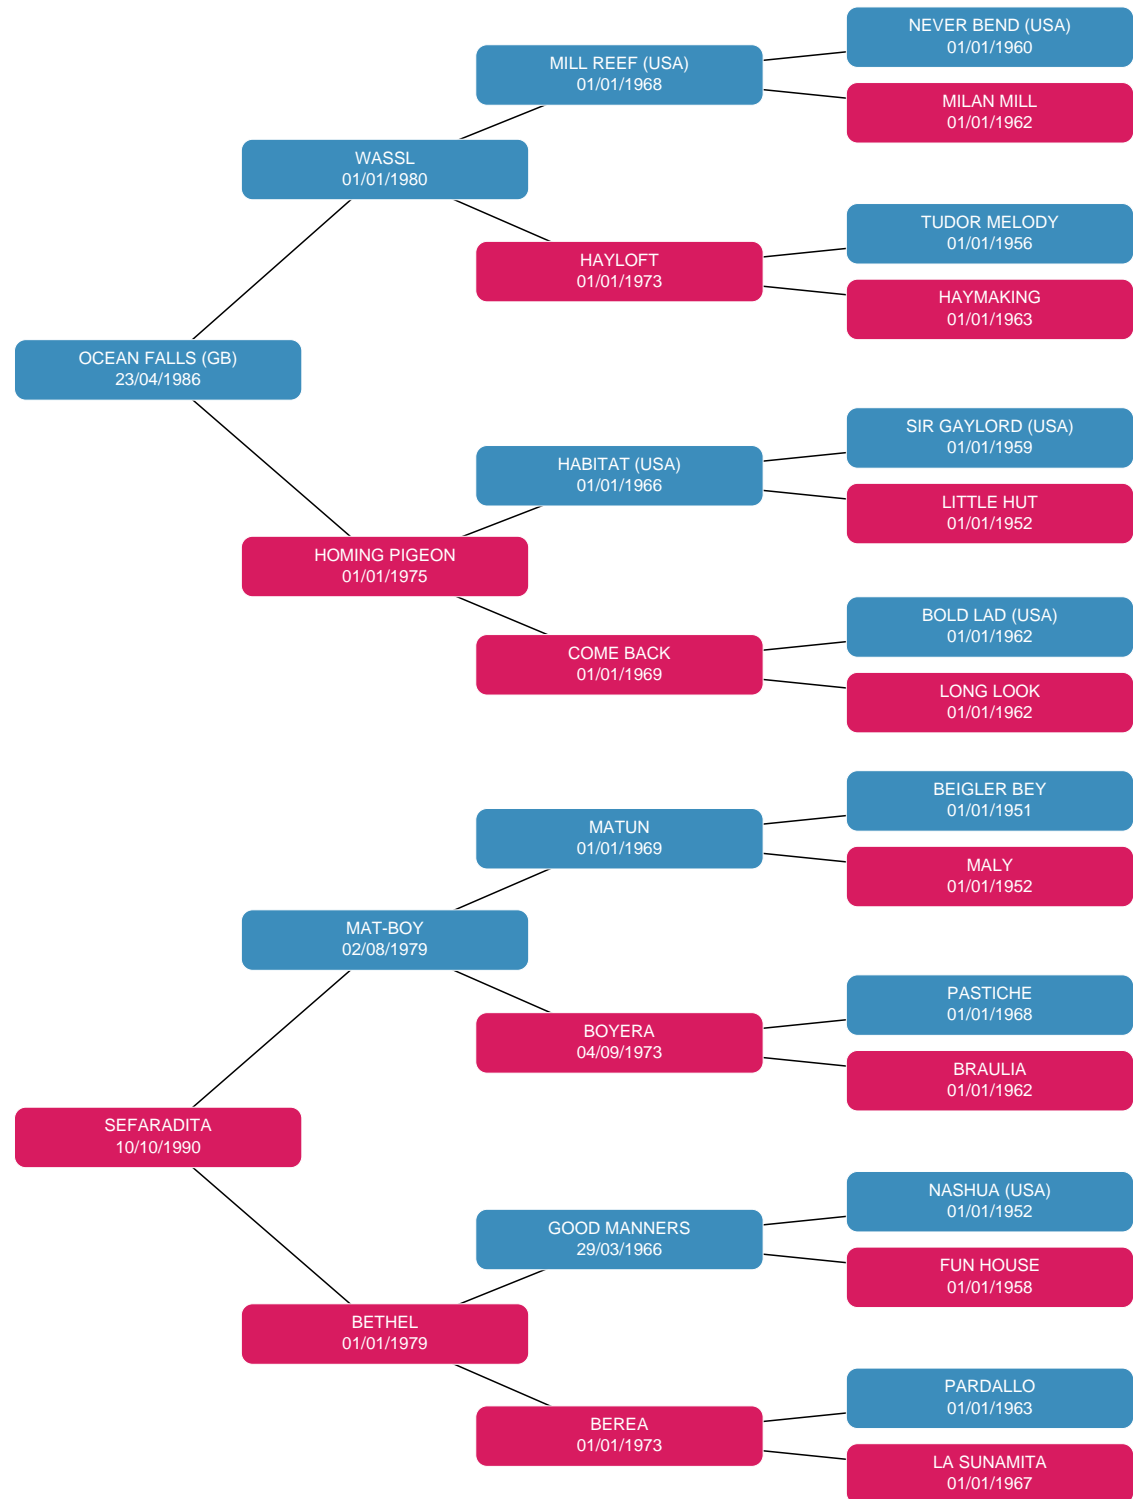 NEVER BEND (USA)
01/01/1960
MILL REEF (USA)
01/01/1968
MILAN MILL
01/01/1962
WASSL
01/01/1980
TUDOR MELODY
01/01/1956
HAYLOFT
01/01/1973
HAYMAKING
01/01/1963
OCEAN FALLS (GB)
23/04/1986
SIR GAYLORD (USA)
01/01/1959
HABITAT (USA)
01/01/1966
LITTLE HUT
01/01/1952
HOMING PIGEON
01/01/1975
BOLD LAD (USA)
01/01/1962
COME BACK
01/01/1969
LONG LOOK
01/01/1962
BEIGLER BEY
01/01/1951
MATUN
01/01/1969
MALY
01/01/1952
MAT-BOY
02/08/1979
PASTICHE
01/01/1968
BOYERA
04/09/1973
BRAULIA
01/01/1962
SEFARADITA
10/10/1990
NASHUA (USA)
01/01/1952
GOOD MANNERS
29/03/1966
FUN HOUSE
01/01/1958
BETHEL
01/01/1979
PARDALLO
01/01/1963
BEREA
01/01/1973
LA SUNAMITA
01/01/1967